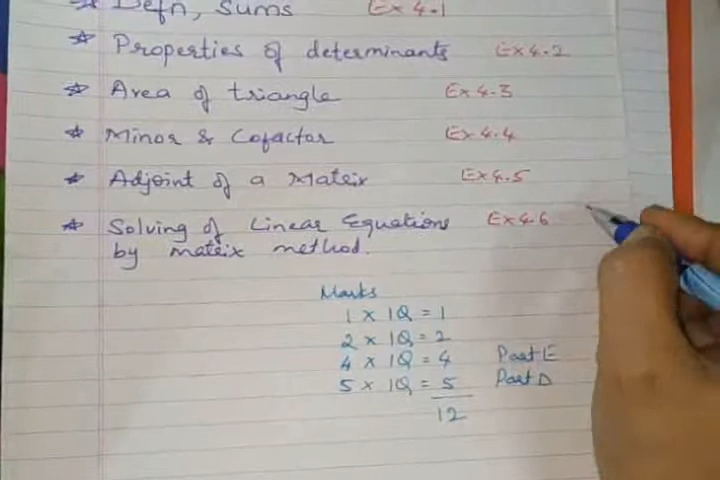 ☆ Defn, Sums Ex 4.1
☆ Properties of determinants Ex 4.2
☆ Area of triangle Ex 4.3
☆ Minor & Cofactor Ex 4.4
☆ Adjoint of a Matrix Ex 4.5
☆ Solving of Linear Equations Ex 4.6
by matrix method.
Marks
1 x 1Q = 1
2 x 1Q = 2
4 x 1Q = 4 Part E
5 x 1Q = 5 Part D
12